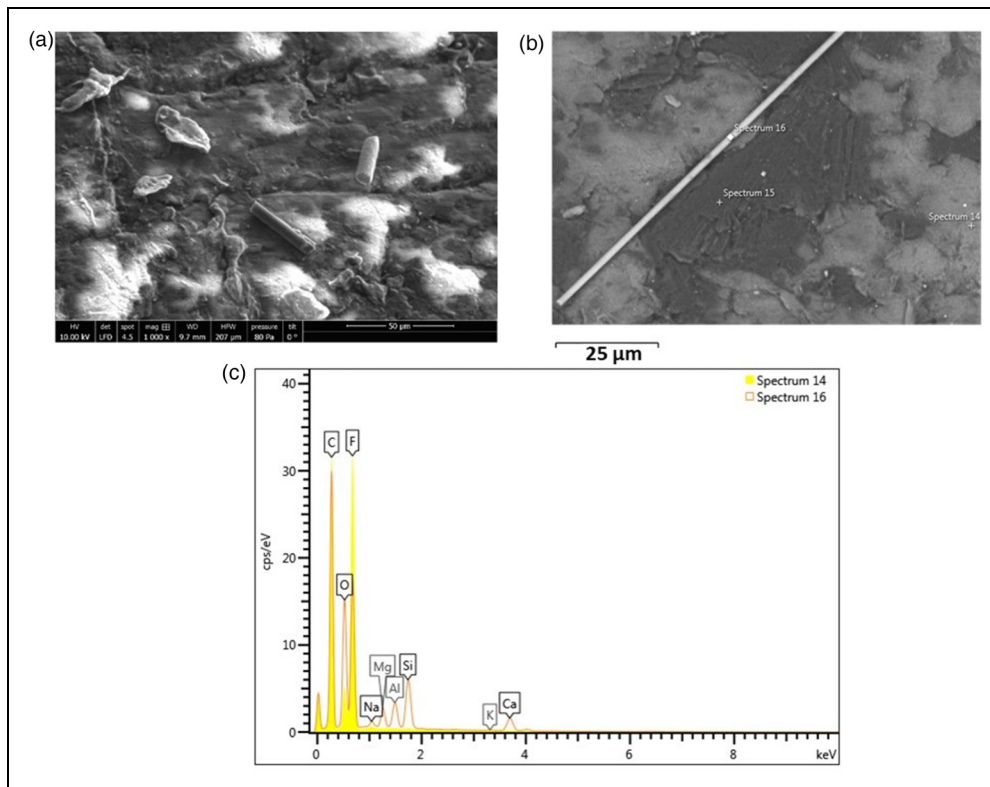 (a)
HV det spot mag WD HFW pressure tilt
10.00 kV LFD 4.5 1 000 x 9.7 mm 207 µm 80 Pa 0 °
50 µm
(b)
Spectrum 16
Spectrum 15
Spectrum 14
25 µm
(c)
Spectrum 14
Spectrum 16
cps/eV
40
30
20
10
0
C
F
O
Na
Mg
Al
Si
K
Ca
0 2 4 6 8 keV